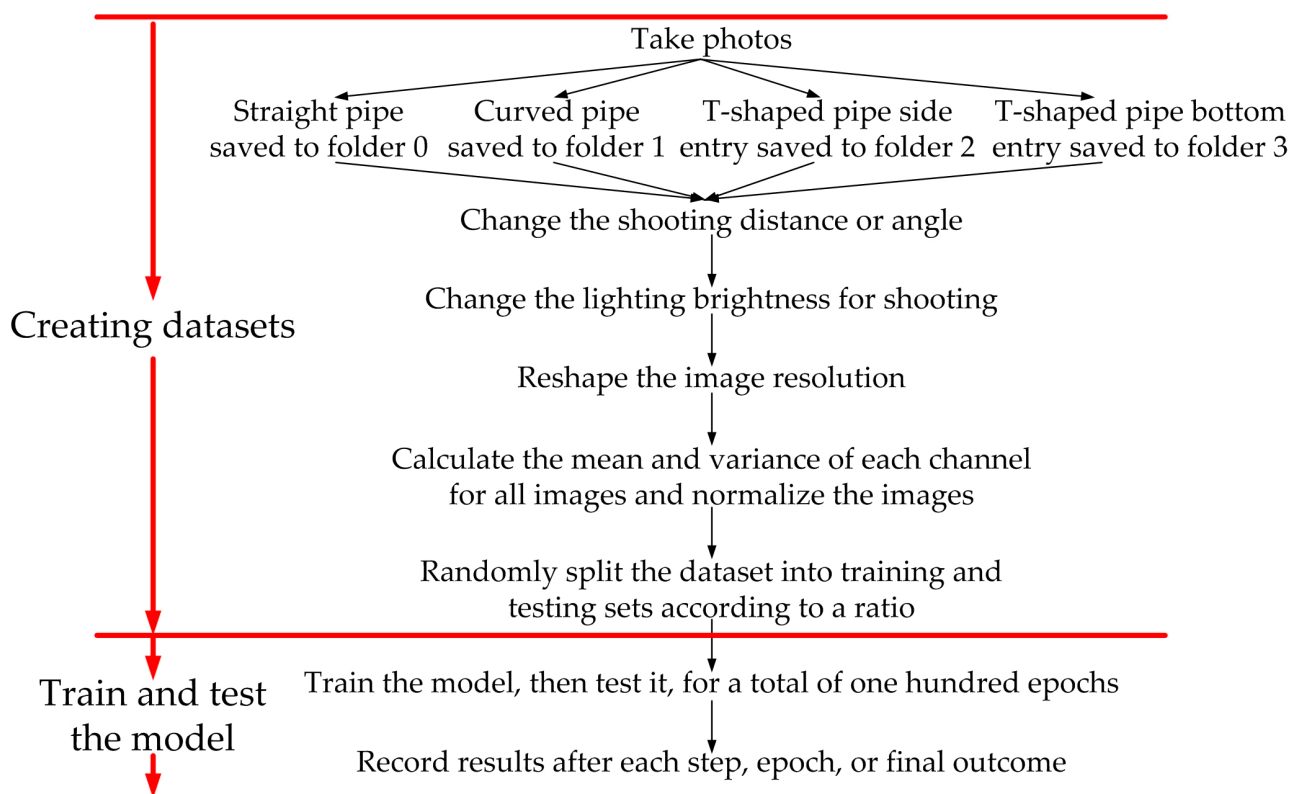 Take photos
Straight pipe
saved to folder 0
Curved pipe
saved to folder 1
T-shaped pipe side
entry saved to folder 2
T-shaped pipe bottom
entry saved to folder 3
Change the shooting distance or angle
Change the lighting brightness for shooting
Creating datasets
Reshape the image resolution
Calculate the mean and variance of each channel
for all images and normalize the images
Randomly split the dataset into training and
testing sets according to a ratio
Train and test
the model
Train the model, then test it, for a total of one hundred epochs
Record results after each step, epoch, or final outcome